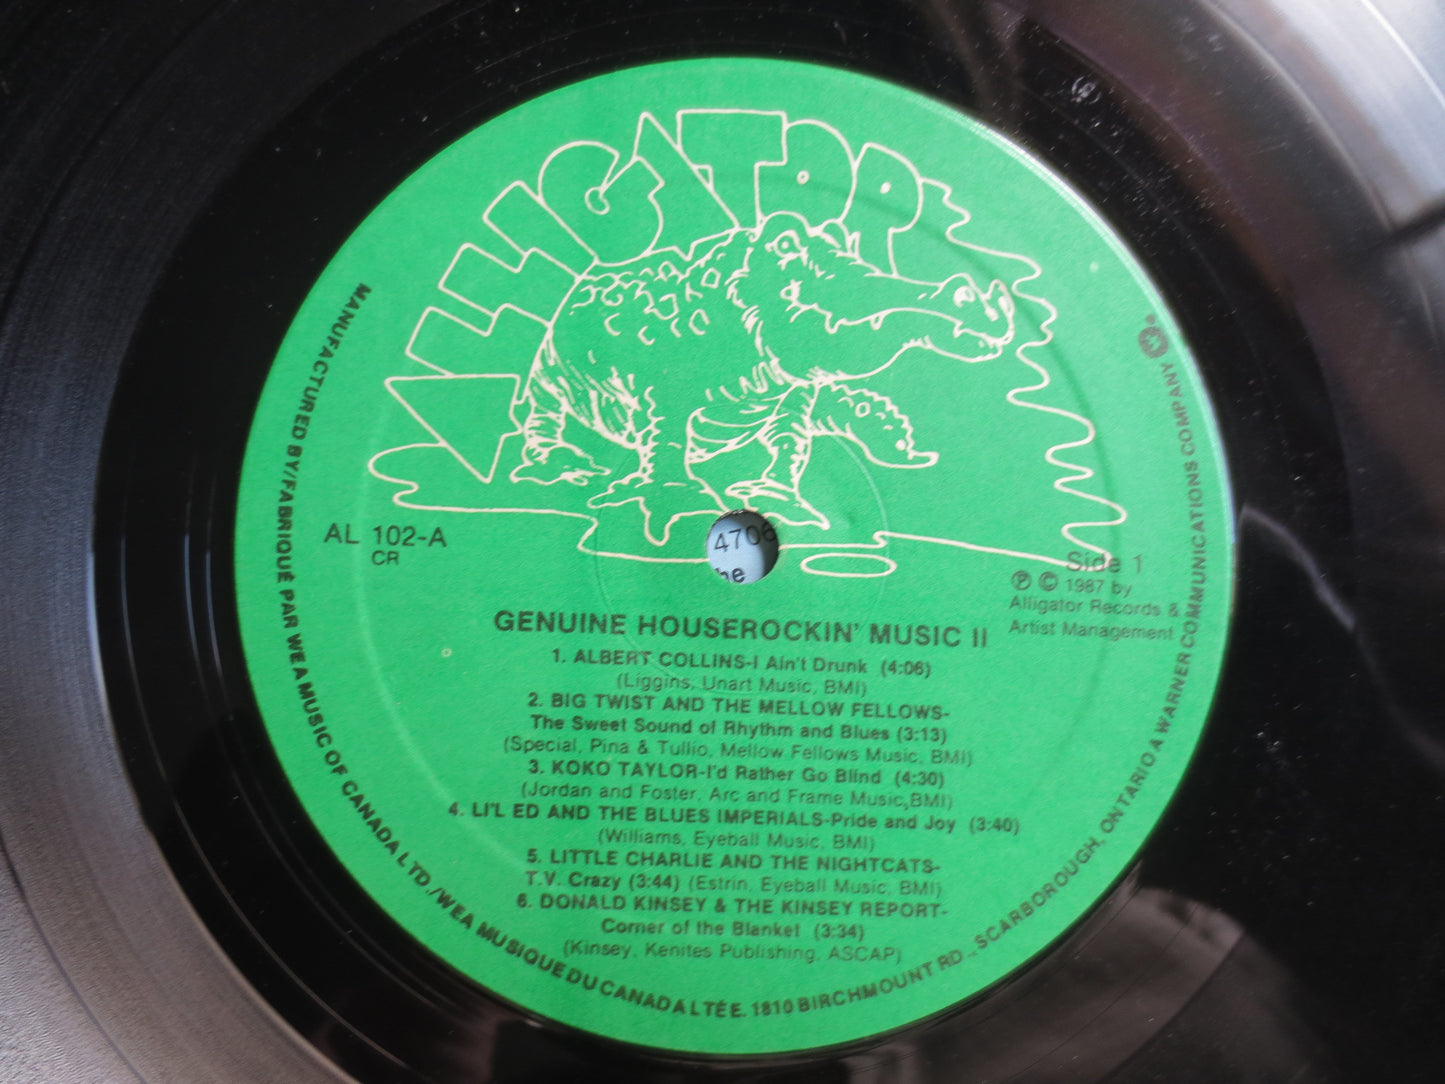 ALLIGATOR
AL 102-A
CR
4706
he
Side 1
Ⓟ © 1987 by
Alligator Records &
Artist Management
GENUINE HOUSEROCKIN' MUSIC II
1. ALBERT COLLINS-I Ain't Drunk (4:06)
(Liggins, Unart Music, BMI)
2. BIG TWIST AND THE MELLOW FELLOWS-
The Sweet Sound of Rhythm and Blues (3:13)
(Special, Pina & Tullio, Mellow Fellows Music, BMI)
3. KOKO TAYLOR-I'd Rather Go Blind (4:30)
(Jordan and Foster, Arc and Frame Music, BMI)
4. LI'L ED AND THE BLUES IMPERIALS-Pride and Joy (3:40)
(Williams, Eyeball Music, BMI)
5. LITTLE CHARLIE AND THE NIGHTCATS-
T.V. Crazy (3:44) (Estrin, Eyeball Music, BMI)
6. DONALD KINSEY & THE KINSEY REPORT-
Corner of the Blanket (3:34)
(Kinsey, Kenites Publishing, ASCAP)
MANUFACTURED BY/FABRIQUÉ PAR WEA MUSIC OF CANADA LTD./WEA MUSIQUE DU CANADA LTÉE. 1810 BIRCHMOUNT RD., SCARBOROUGH, ONTARIO A WARNER COMMUNICATIONS COMPANY